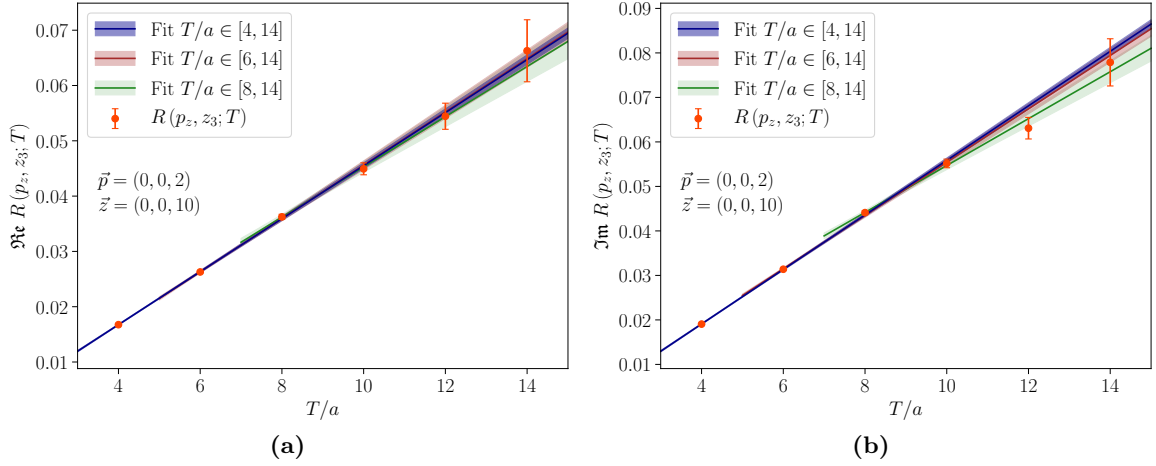 0.07
0.06
0.05
0.04
0.03
0.02
0.01
ℜ𝔢 R (p_z, z_3; T)
Fit T/a ∈ [4, 14]
Fit T/a ∈ [6, 14]
Fit T/a ∈ [8, 14]
R (p_z, z_3; T)
p⃗ = (0, 0, 2)
z⃗ = (0, 0, 10)
4 6 8 10 12 14
T/a
(a)
0.09
0.08
0.07
0.06
0.05
0.04
0.03
0.02
0.01
ℑ𝔪 R (p_z, z_3; T)
Fit T/a ∈ [4, 14]
Fit T/a ∈ [6, 14]
Fit T/a ∈ [8, 14]
R (p_z, z_3; T)
p⃗ = (0, 0, 2)
z⃗ = (0, 0, 10)
4 6 8 10 12 14
T/a
(b)